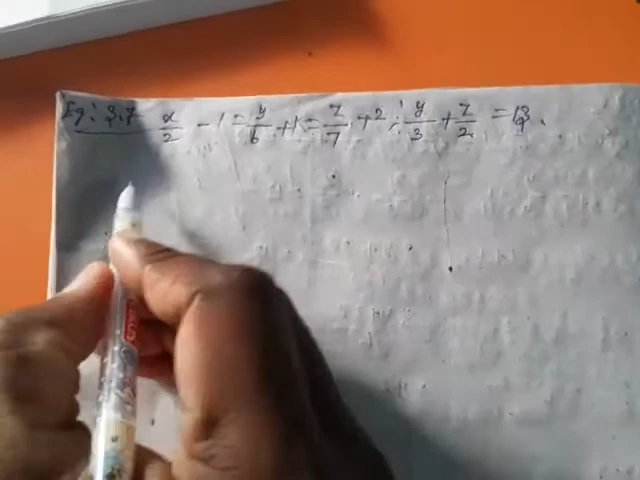 Eg: 3.7 x/2 - 1 = y/6 + 1 = z/7 + 2 ; y/3 + z/2 = 13.